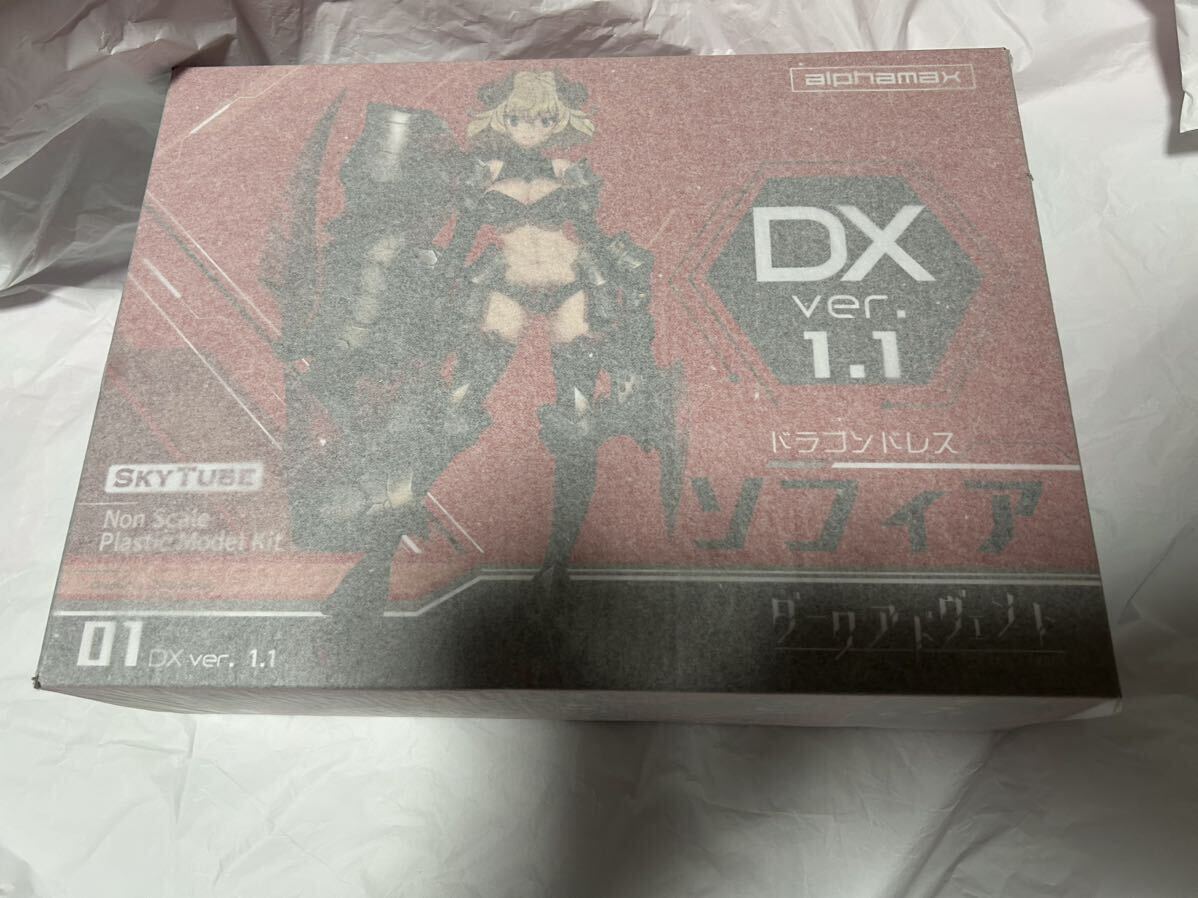 alphamax
DX
ver.
1.1
ドラゴンドレス
ソフィア
SKYTUBE
Non Scale
Plastic Model Kit
ダークアドヴェント
01 DX ver. 1.1